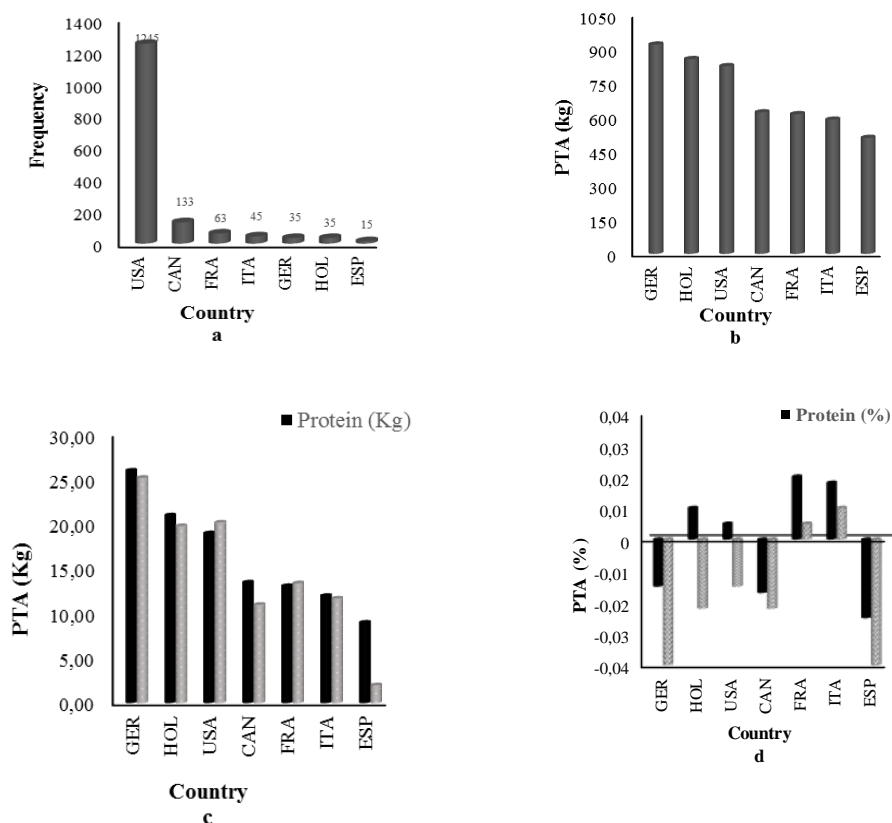 1400
1200
1000
800
600
400
200
0
Frequency
1245
133
63
45
35
35
15
USA
CAN
FRA
ITA
GER
HOL
ESP
Country
a
1050
900
750
600
450
300
150
0
PTA (kg)
GER
HOL
USA
CAN
FRA
ITA
ESP
Country
b
Protein (Kg)
30,00
25,00
20,00
15,00
10,00
5,00
0,00
PTA (Kg)
GER
HOL
USA
CAN
FRA
ITA
ESP
Country
c
Protein (%)
0,04
0,03
0,02
0,01
0
-0,01
-0,02
-0,03
-0,04
PTA (%)
GER
HOL
USA
CAN
FRA
ITA
ESP
Country
d